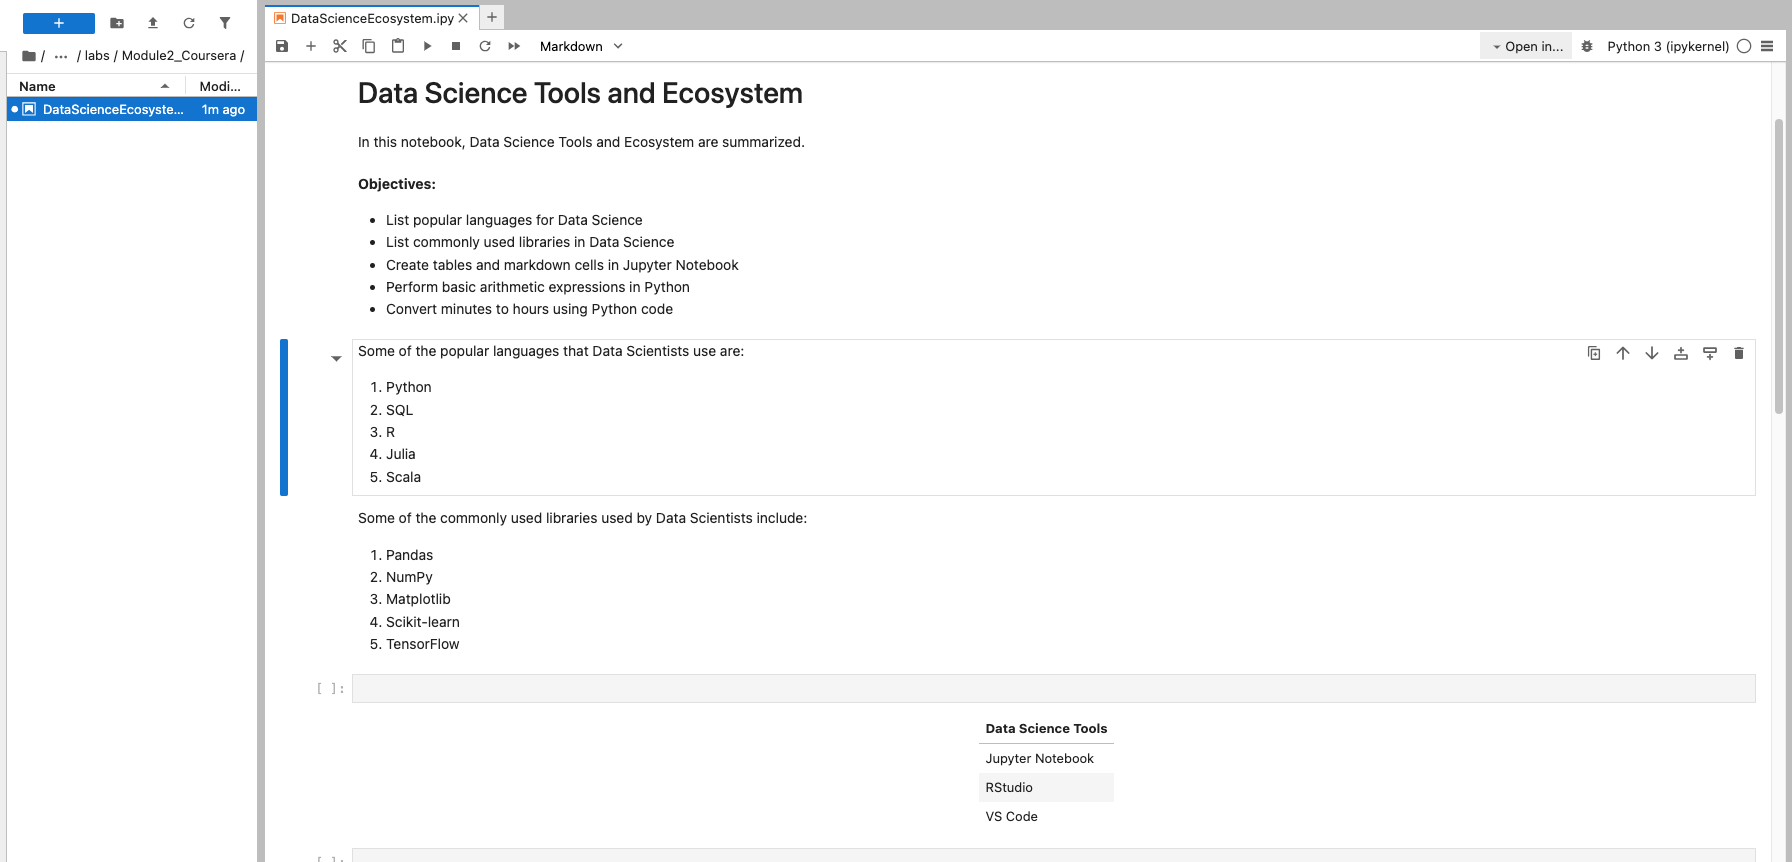 DataScienceEcosystem.ipy
Markdown
Open in...
Python 3 (ipykernel)
/ ··· / labs / Module2_Coursera /
Name
Modi...
DataScienceEcosyste...
1m ago
Data Science Tools and Ecosystem
In this notebook, Data Science Tools and Ecosystem are summarized.
Objectives:
• List popular languages for Data Science
• List commonly used libraries in Data Science
• Create tables and markdown cells in Jupyter Notebook
• Perform basic arithmetic expressions in Python
• Convert minutes to hours using Python code
Some of the popular languages that Data Scientists use are:
1. Python
2. SQL
3. R
4. Julia
5. Scala
Some of the commonly used libraries used by Data Scientists include:
1. Pandas
2. NumPy
3. Matplotlib
4. Scikit-learn
5. TensorFlow
[ ]:
Data Science Tools
Jupyter Notebook
RStudio
VS Code
[ ]: